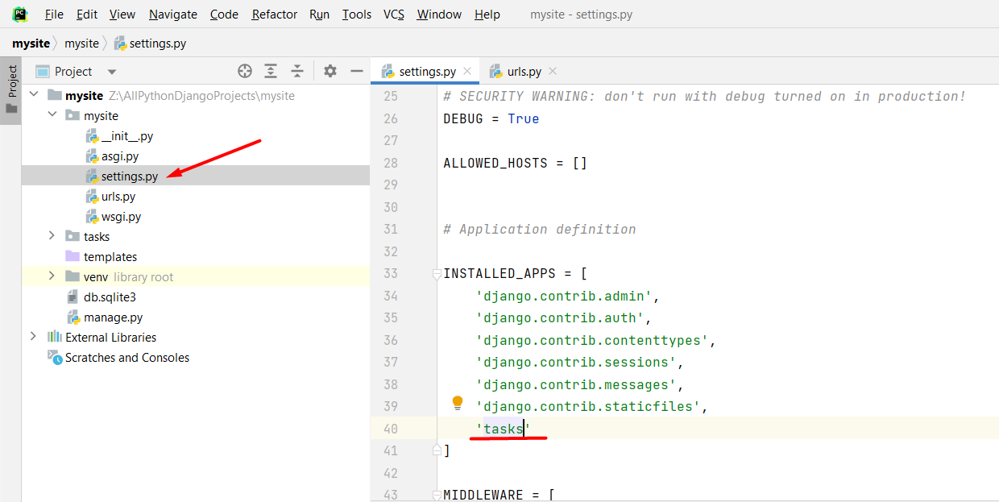 PC File Edit View Navigate Code Refactor Run Tools VCS Window Help mysite - settings.py
mysite mysite settings.py
Project
Project
settings.py urls.py
mysite Z:\AllPythonDjangoProjects\mysite
mysite
__init__.py
asgi.py
settings.py
urls.py
wsgi.py
tasks
templates
venv library root
db.sqlite3
manage.py
External Libraries
Scratches and Consoles
25 # SECURITY WARNING: don't run with debug turned on in production!
26 DEBUG = True
27
28 ALLOWED_HOSTS = []
29
30
31 # Application definition
32
33 INSTALLED_APPS = [
34 'django.contrib.admin',
35 'django.contrib.auth',
36 'django.contrib.contenttypes',
37 'django.contrib.sessions',
38 'django.contrib.messages',
39 'django.contrib.staticfiles',
40 'tasks'
41 ]
42
43 MIDDLEWARE = [